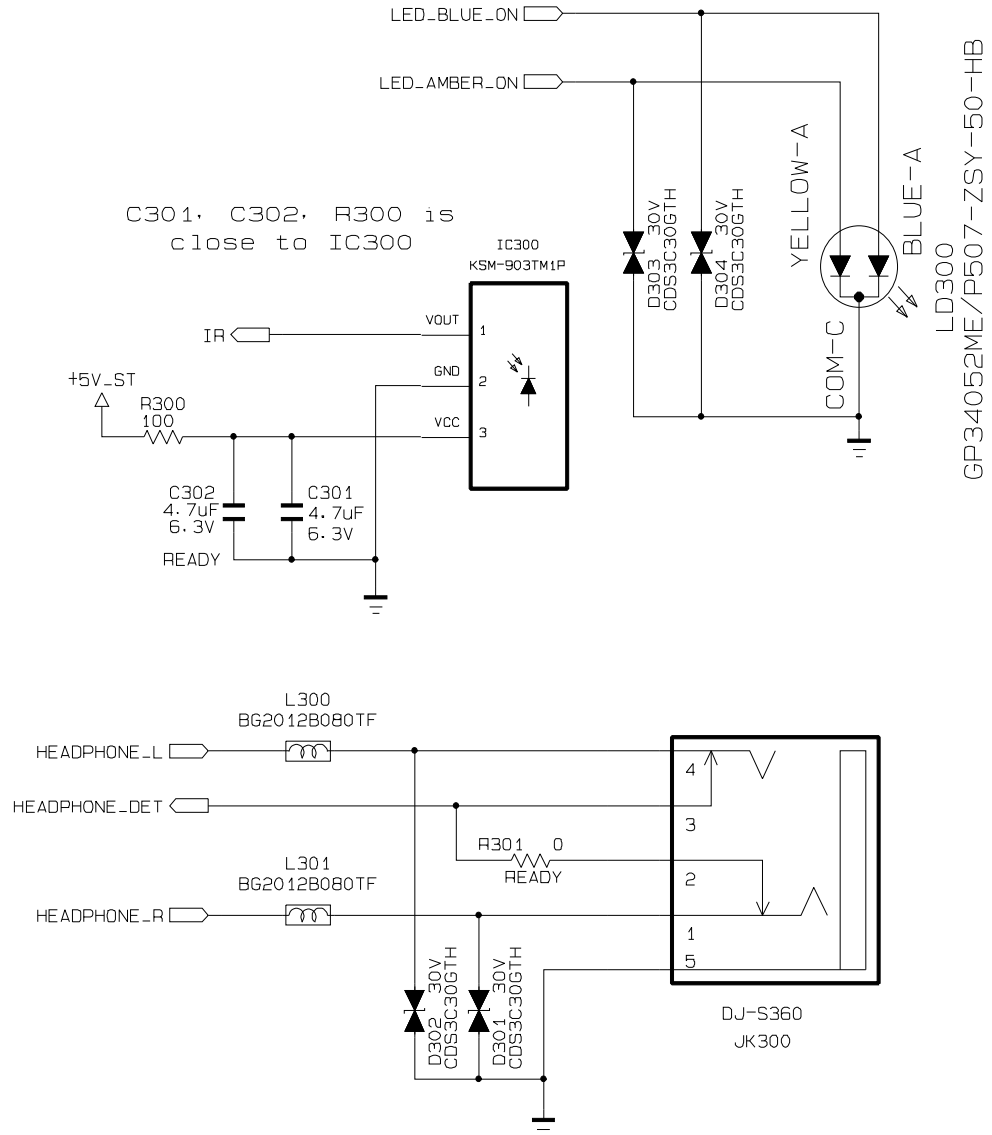 LED_BLUE_ON
LED_AMBER_ON
YELLOW-A
BLUE-A
COM-C
LD300
GP34052ME/P507-ZSY-50-HB
D303 30V
CDS3C30GTH
D304 30V
CDS3C30GTH
C301, C302, R300 is
close to IC300
IC300
KSM-903TM1P
IR
VOUT
1
GND
2
VCC
3
+5V_ST
R300
100
C302
4.7uF
6.3V
READY
C301
4.7uF
6.3V
L300
BG2012B080TF
HEADPHONE_L
4
HEADPHONE_DET
3
R301 0
READY
2
L301
BG2012B080TF
HEADPHONE_R
1
5
D302 30V
CDS3C30GTH
D301 30V
CDS3C30GTH
DJ-S360
JK300